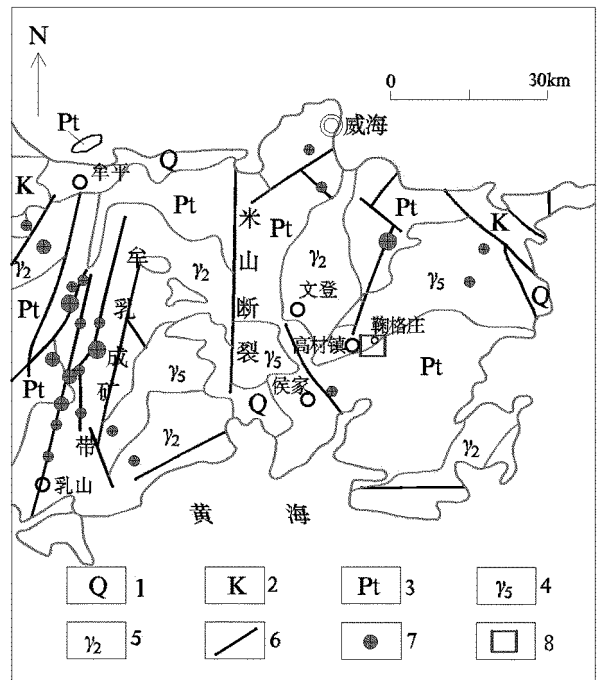 N
0 30km
Pt
威海
Q
K
牟平
Pt
Pt
Pt
K
米山断裂
γ₂
γ₂
γ₂
牟乳成矿带
γ₅
文登
Q
Pt
鞠格庄
高村镇
γ₅
γ₅
Pt
Pt
侯家
Q
γ₂
γ₂
乳山
黄海
Q 1 K 2 Pt 3 γ₅ 4
γ₂ 5 6 7 8